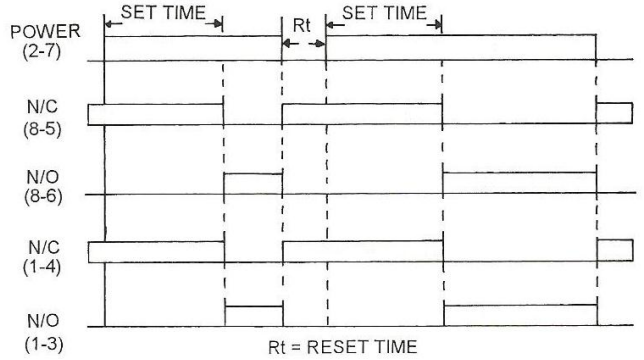 SET TIME
Rt
SET TIME
POWER
(2-7)
N/C
(8-5)
N/O
(8-6)
N/C
(1-4)
N/O
(1-3)
Rt = RESET TIME